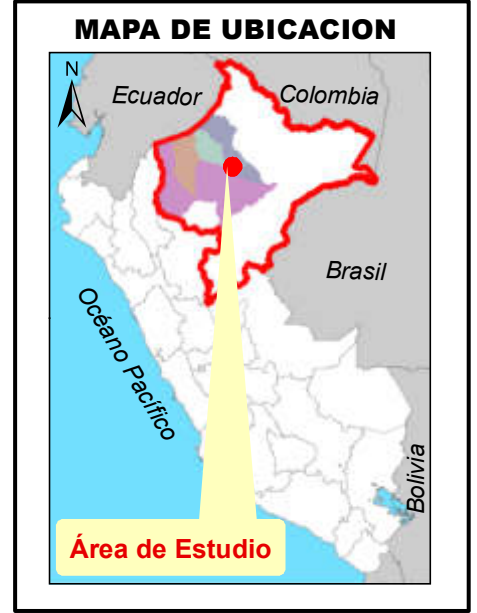 MAPA DE UBICACION
N
Ecuador
Colombia
Brasil
Océano Pacífico
Bolivia
Área de Estudio